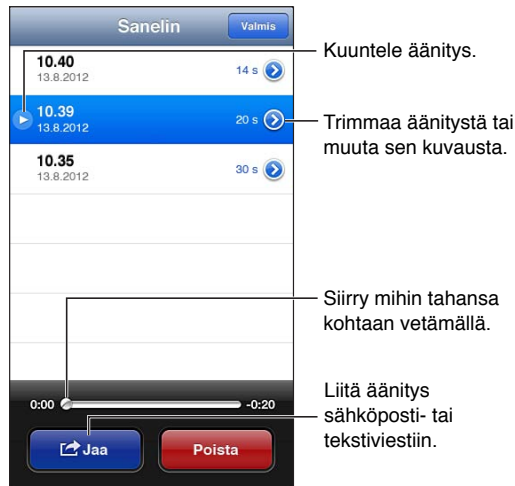 Sanelin
Valmis
10.40
13.8.2012
14 s
Kuuntele äänitys.
10.39
13.8.2012
20 s
Trimmaa äänitystä tai
muuta sen kuvausta.
10.35
13.8.2012
30 s
Siirry mihin tahansa
kohtaan vetämällä.
0:00
-0:20
Liitä äänitys
sähköposti- tai
tekstiviestiin.
Jaa
Poista